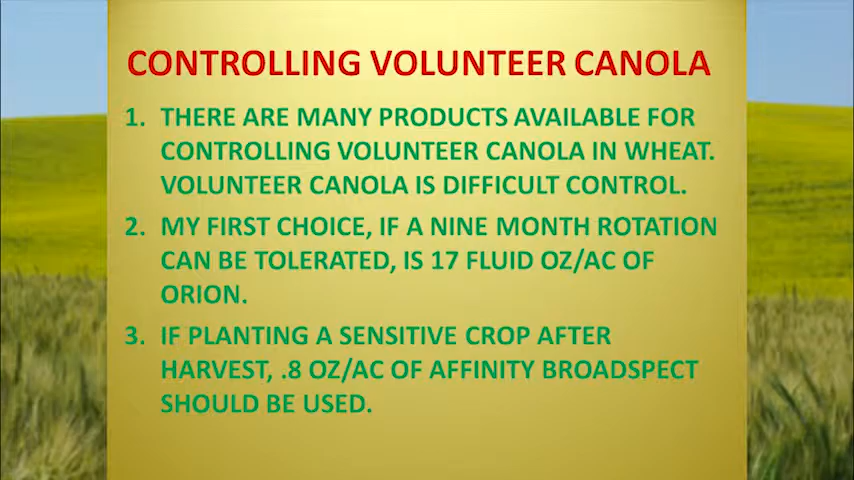 CONTROLLING VOLUNTEER CANOLA
1. THERE ARE MANY PRODUCTS AVAILABLE FOR
CONTROLLING VOLUNTEER CANOLA IN WHEAT.
VOLUNTEER CANOLA IS DIFFICULT CONTROL.
2. MY FIRST CHOICE, IF A NINE MONTH ROTATION
CAN BE TOLERATED, IS 17 FLUID OZ/AC OF
ORION.
3. IF PLANTING A SENSITIVE CROP AFTER
HARVEST, .8 OZ/AC OF AFFINITY BROADSPECT
SHOULD BE USED.